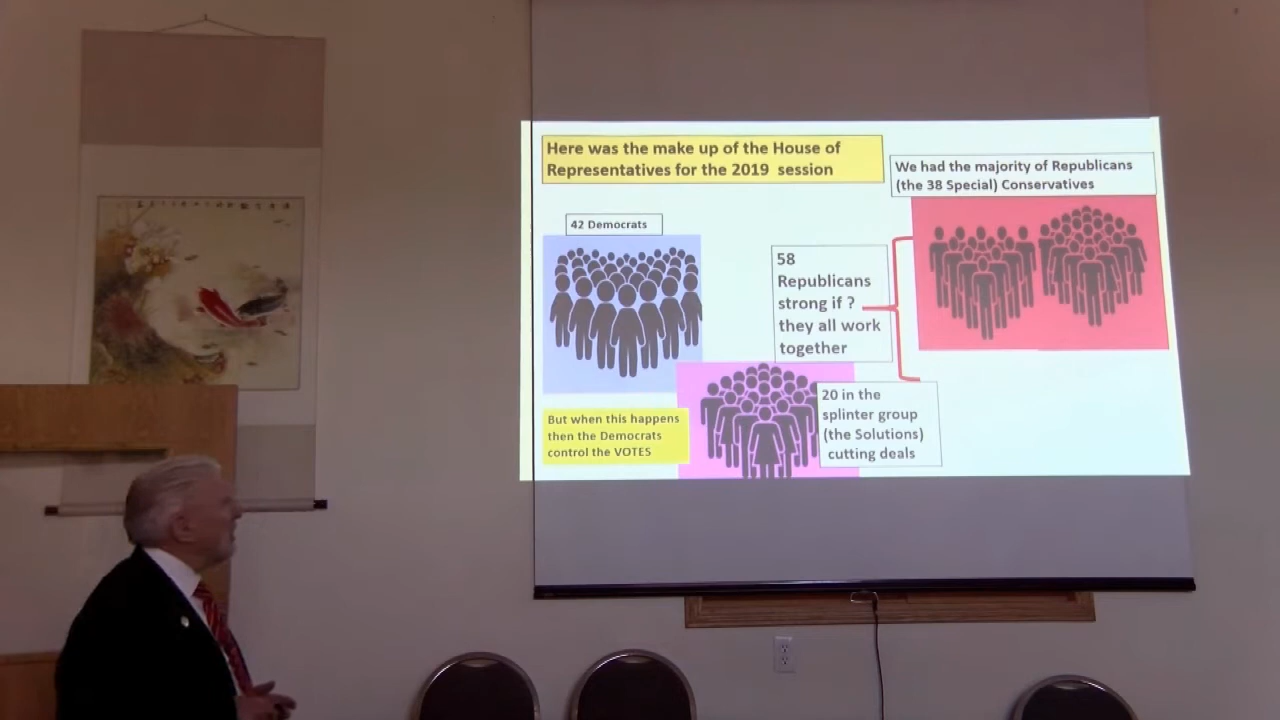 Here was the make up of the House of
Representatives for the 2019 session
We had the majority of Republicans
(the 38 Special) Conservatives
42 Democrats
58
Republicans
strong if ?
they all work
together
20 in the
splinter group
(the Solutions)
cutting deals
But when this happens
then the Democrats
control the VOTES